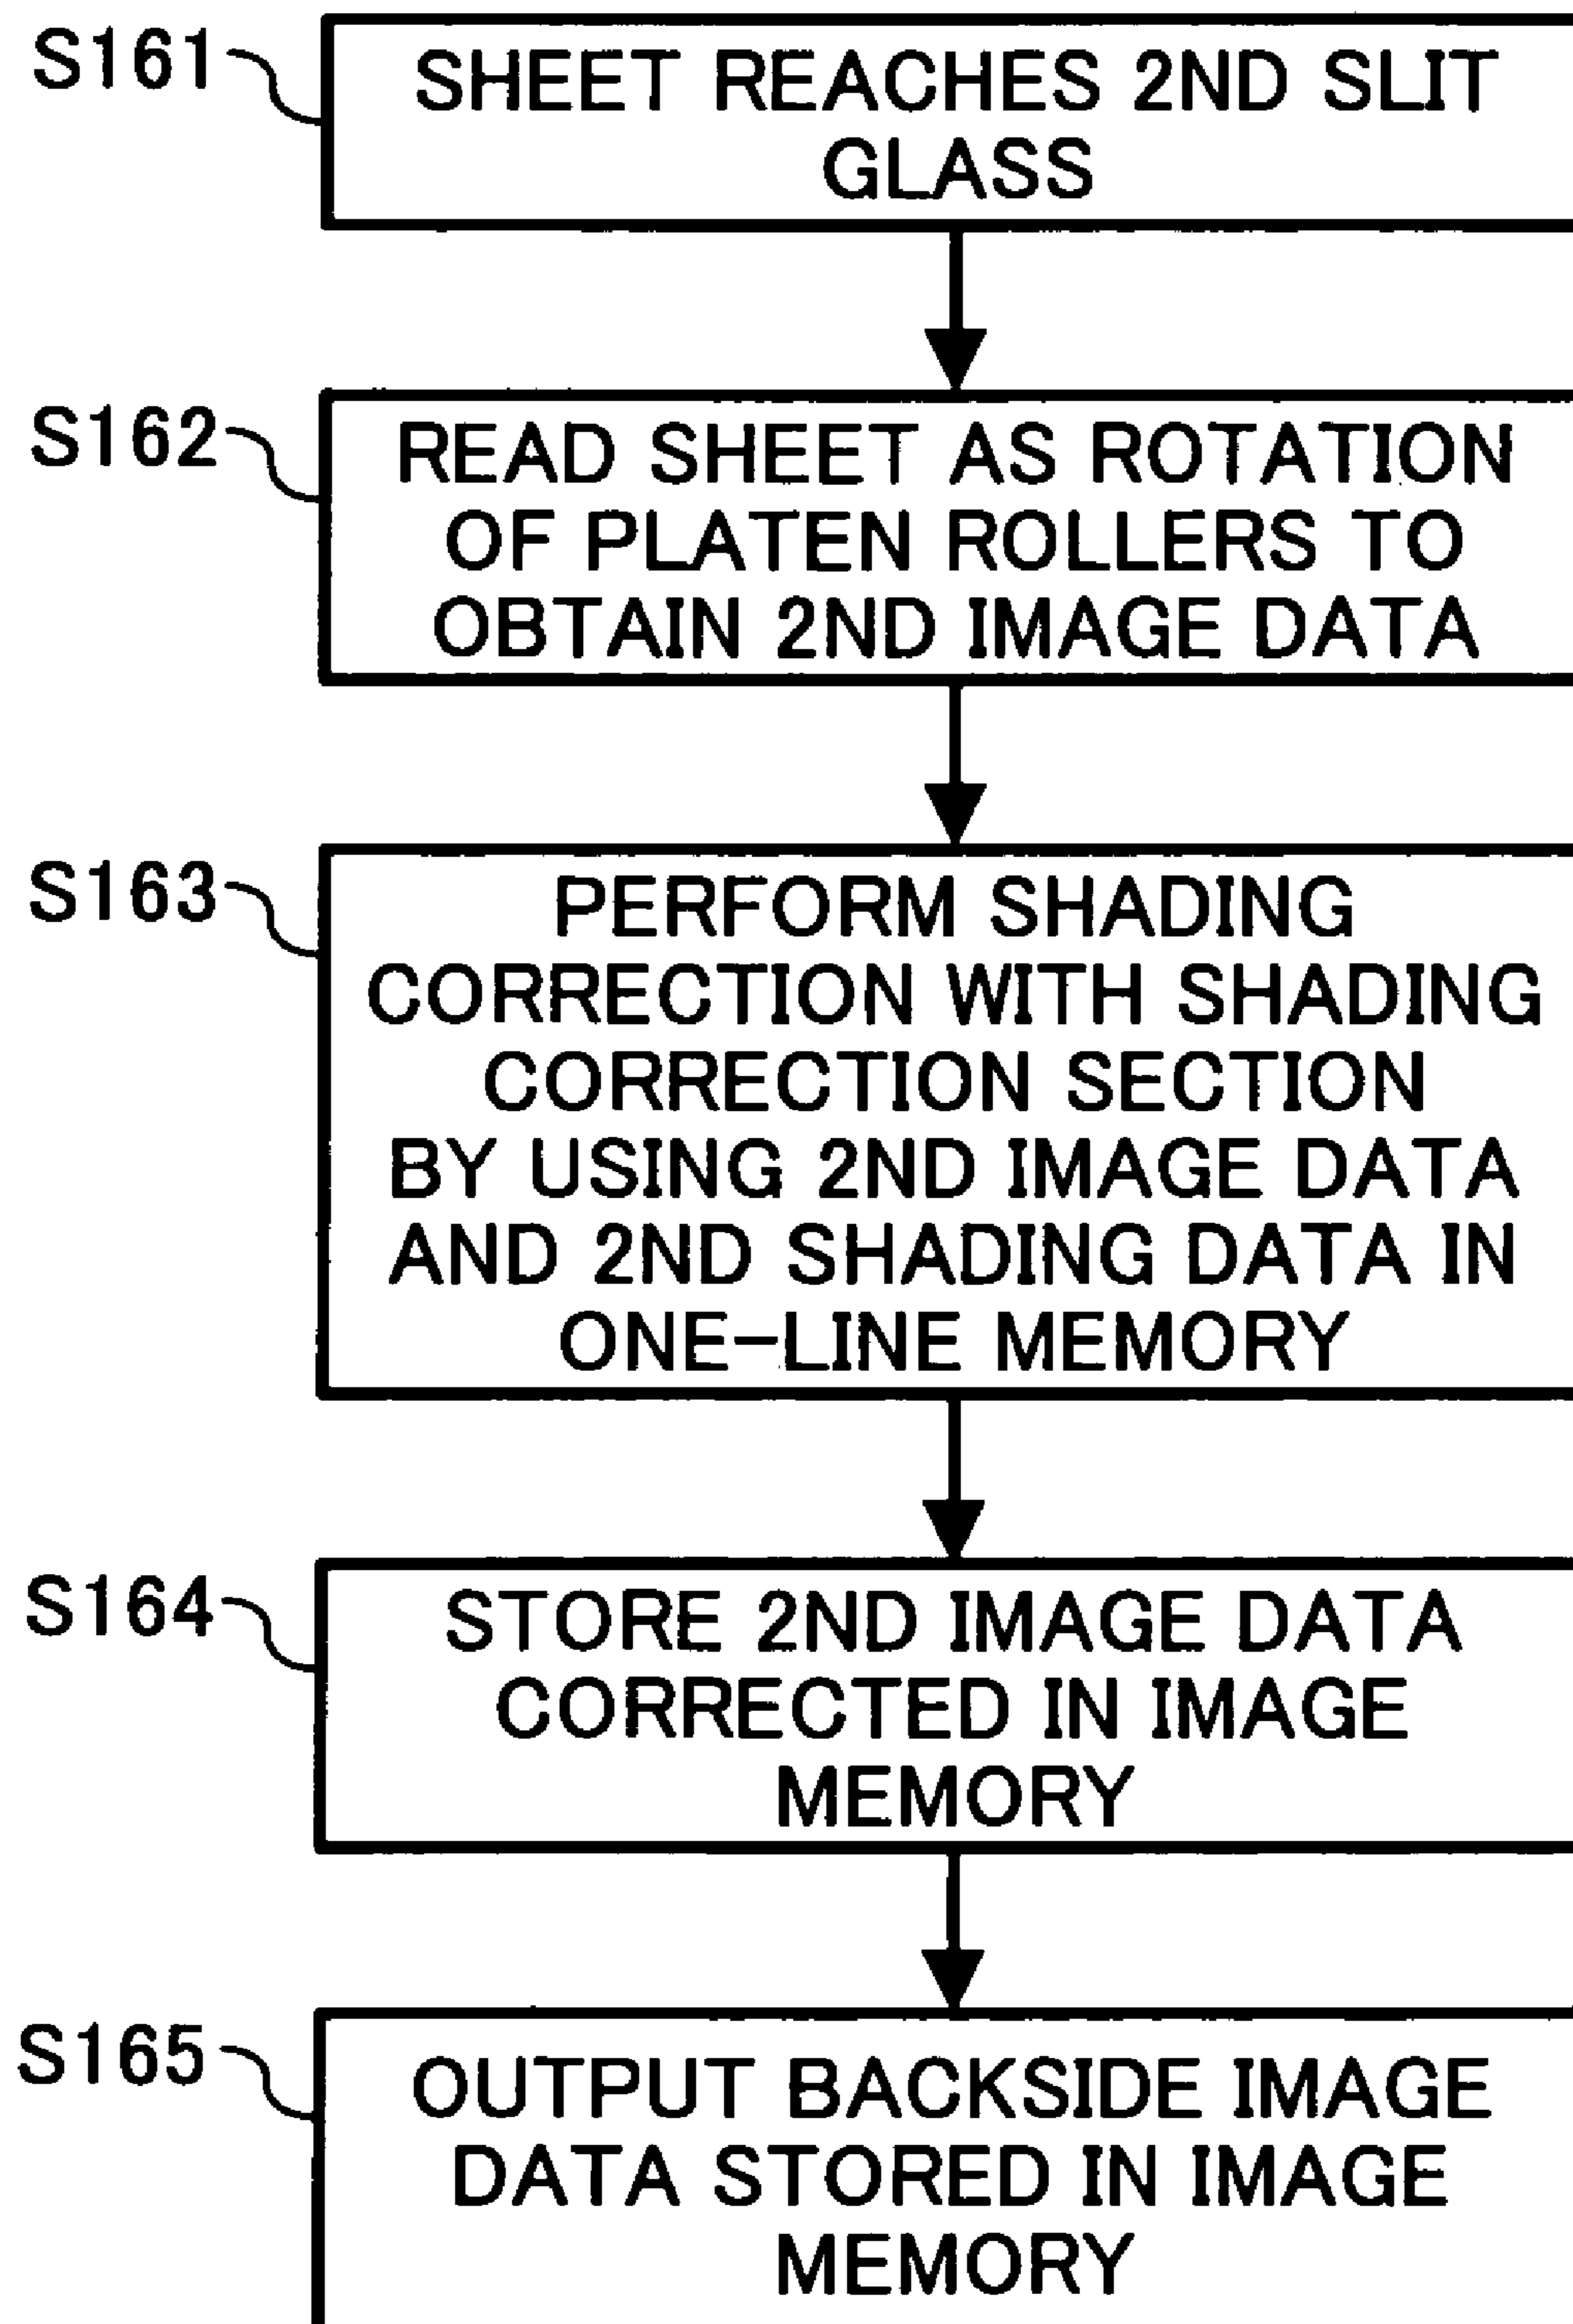 S161
SHEET REACHES 2ND SLIT
GLASS
S162
READ SHEET AS ROTATION
OF PLATEN ROLLERS TO
OBTAIN 2ND IMAGE DATA
S163
PERFORM SHADING
CORRECTION WITH SHADING
CORRECTION SECTION
BY USING 2ND IMAGE DATA
AND 2ND SHADING DATA IN
ONE-LINE MEMORY
S164
STORE 2ND IMAGE DATA
CORRECTED IN IMAGE
MEMORY
S165
OUTPUT BACKSIDE IMAGE
DATA STORED IN IMAGE
MEMORY